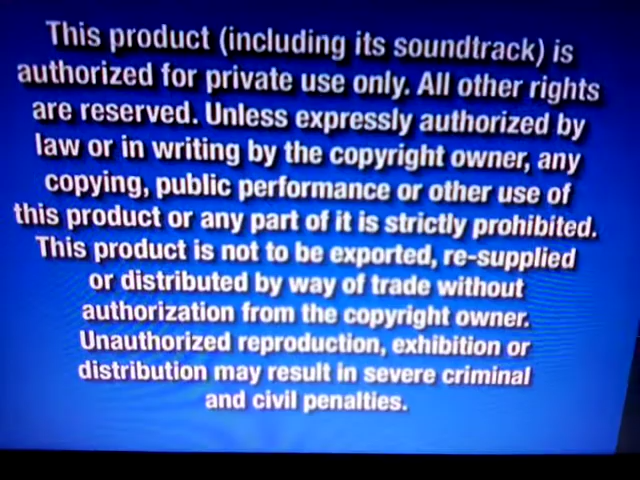 This product (including its soundtrack) is
authorized for private use only. All other rights
are reserved. Unless expressly authorized by
law or in writing by the copyright owner, any
copying, public performance or other use of
this product or any part of it is strictly prohibited.
This product is not to be exported, re-supplied
or distributed by way of trade without
authorization from the copyright owner.
Unauthorized reproduction, exhibition or
distribution may result in severe criminal
and civil penalties.